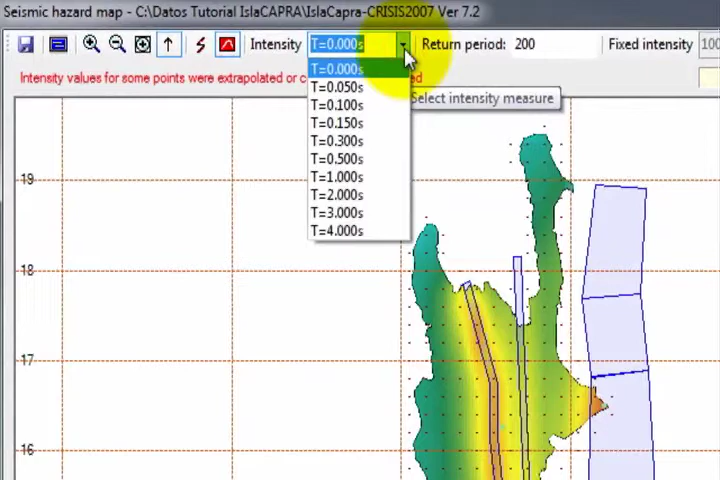 Seismic hazard map - C:\Datos Tutorial IslaCAPRA\IslaCapra-CRISIS2007 Ver 7.2
Intensity T=0.000s Return period: 200 Fixed intensity 100
Intensity values for some points were extrapolated or
T=0.000s
T=0.050s
Select intensity measure
T=0.100s
T=0.150s
T=0.300s
T=0.500s
T=1.000s
T=2.000s
T=3.000s
T=4.000s
19
18
17
16